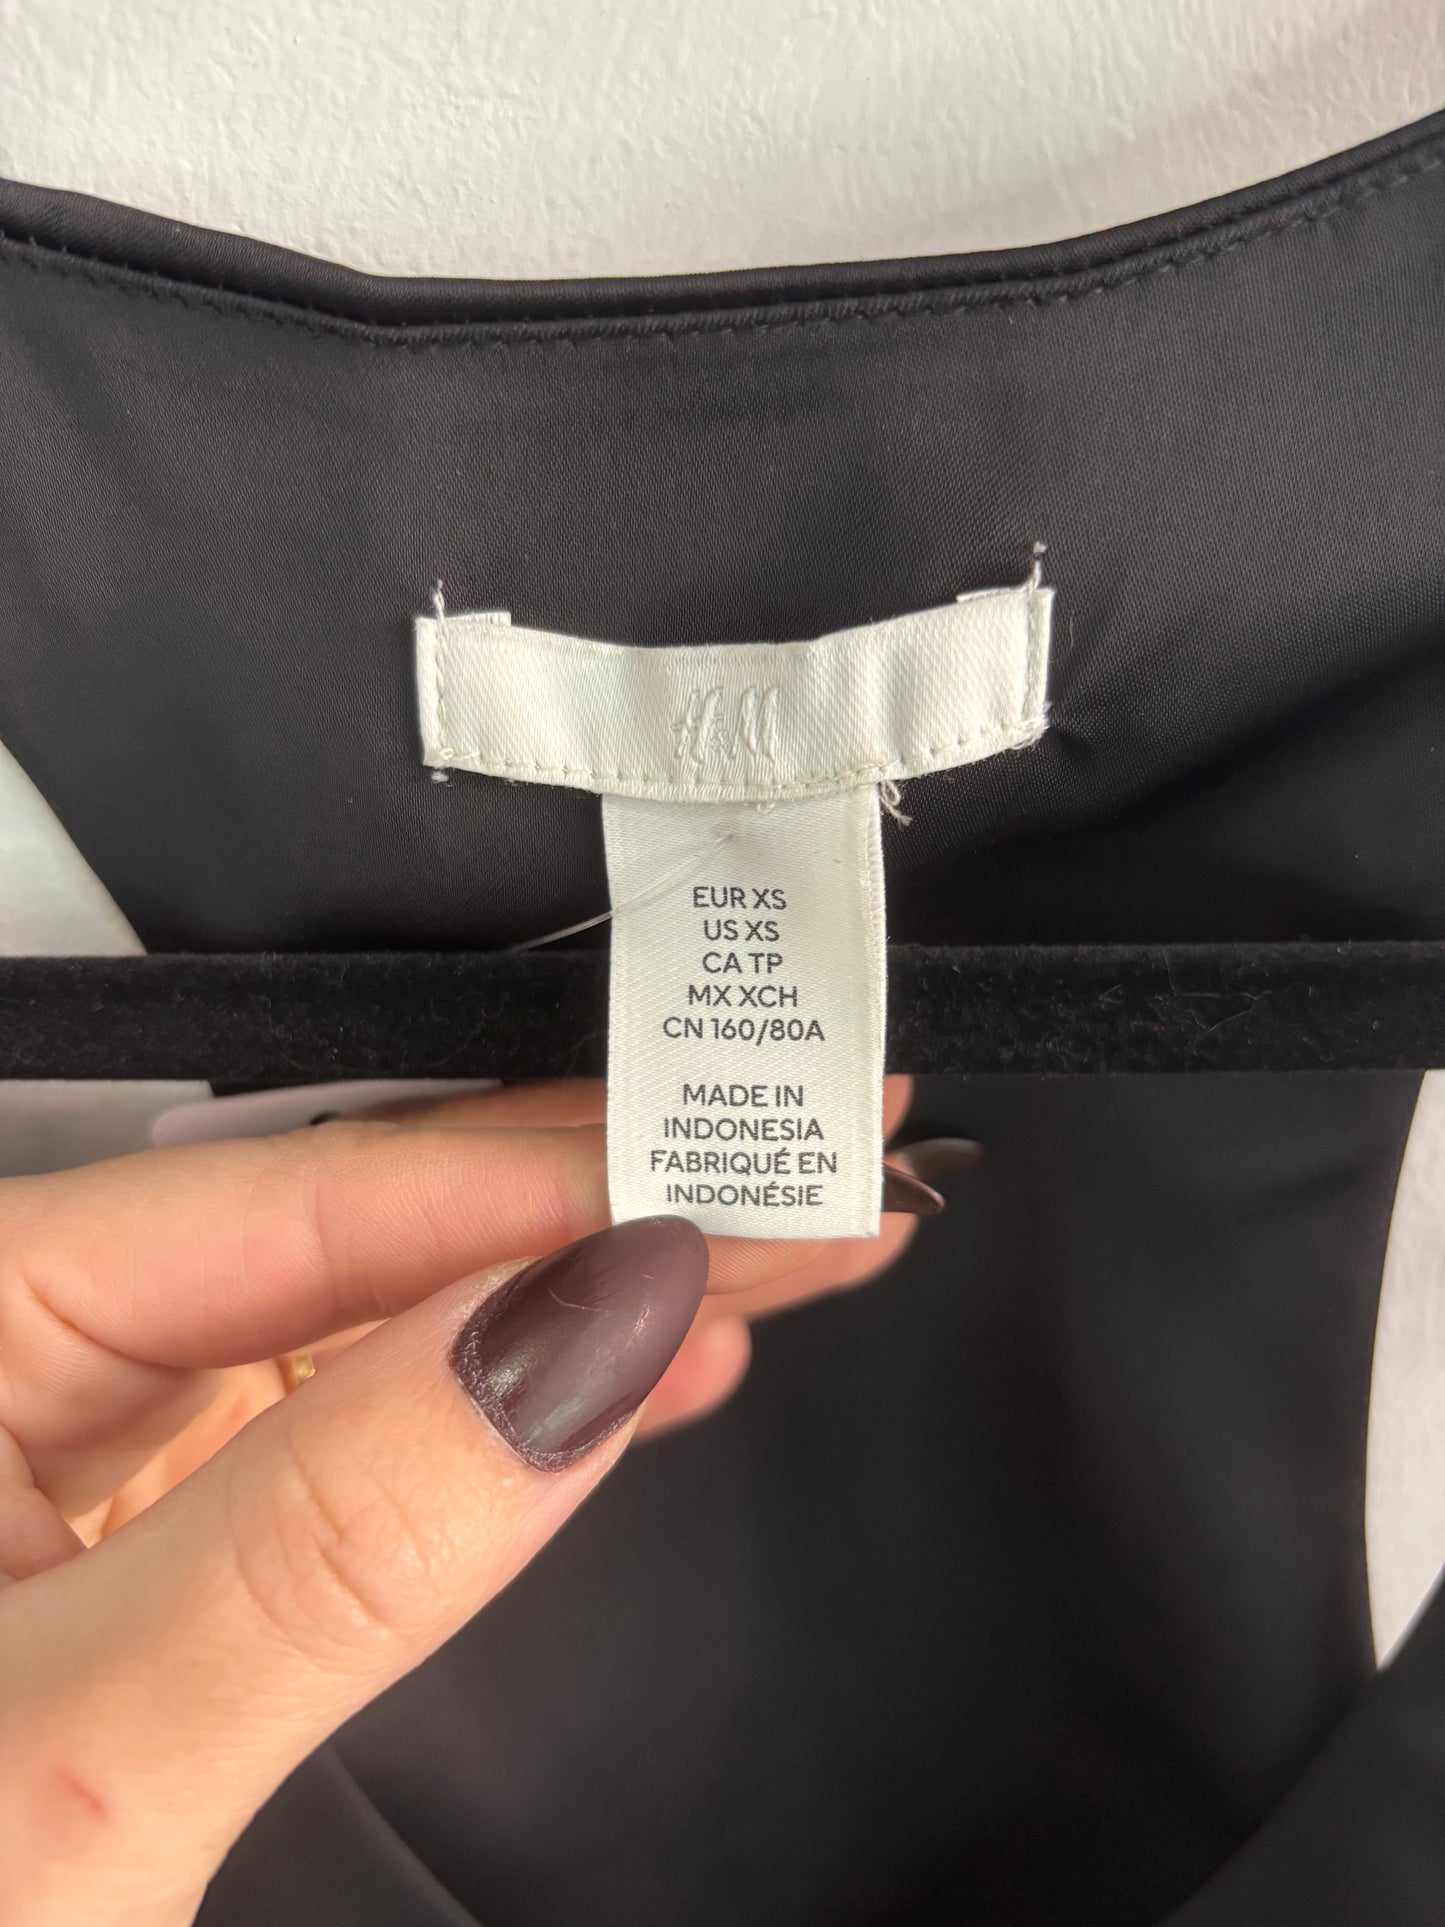 H&M
EUR XS
US XS
CA TP
MX XCH
CN 160/80A
MADE IN
INDONESIA
FABRIQUÉ EN
INDONÉSIE